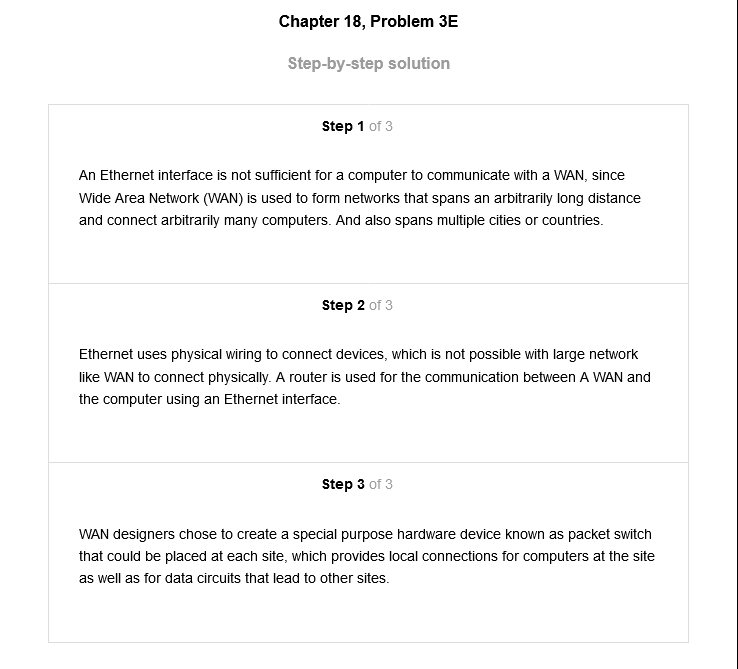 Chapter 18, Problem 3E
Step-by-step solution
Step 1 of 3
An Ethernet interface is not sufficient for a computer to communicate with a WAN, since
Wide Area Network (WAN) is used to form networks that spans an arbitrarily long distance
and connect arbitrarily many computers. And also spans multiple cities or countries.
Step 2 of 3
Ethernet uses physical wiring to connect devices, which is not possible with large network
like WAN to connect physically. A router is used for the communication between A WAN and
the computer using an Ethernet interface.
Step 3 of 3
WAN designers chose to create a special purpose hardware device known as packet switch
that could be placed at each site, which provides local connections for computers at the site
as well as for data circuits that lead to other sites.